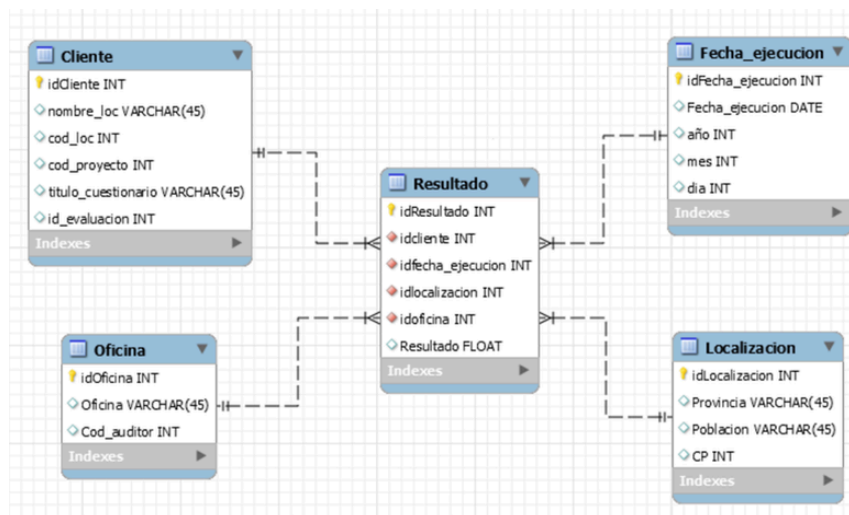 Cliente
idCliente INT
nombre_loc VARCHAR(45)
cod_loc INT
cod_proyecto INT
titulo_cuestionario VARCHAR(45)
id_evaluacion INT
Indexes
Fecha_ejecucion
idFecha_ejecucion INT
Fecha_ejecucion DATE
año INT
mes INT
dia INT
Indexes
Resultado
idResultado INT
idcliente INT
idfecha_ejecucion INT
idlocalizacion INT
idoficina INT
Resultado FLOAT
Indexes
Oficina
idOficina INT
Oficina VARCHAR(45)
Cod_auditor INT
Indexes
Localizacion
idLocalizacion INT
Provincia VARCHAR(45)
Poblacion VARCHAR(45)
CP INT
Indexes